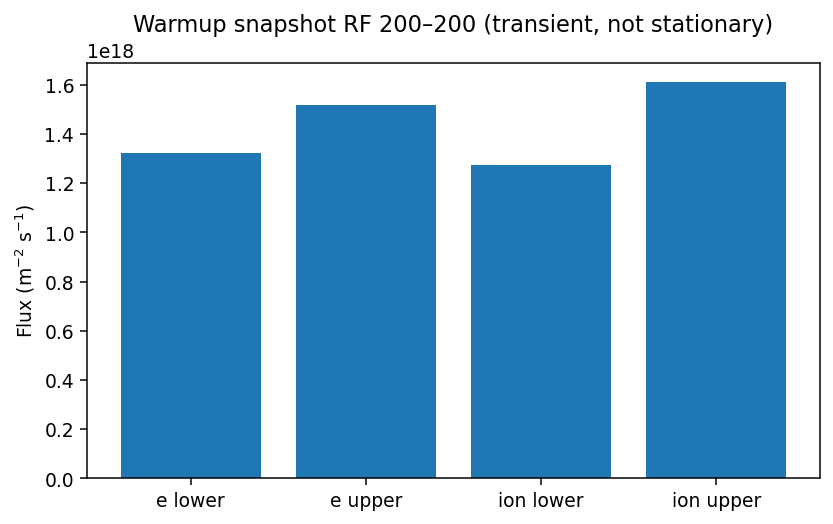 Warmup snapshot RF 200–200 (transient, not stationary)
1e18
Flux (m⁻² s⁻¹)
1.6
1.4
1.2
1.0
0.8
0.6
0.4
0.2
0.0
e lower
e upper
ion lower
ion upper